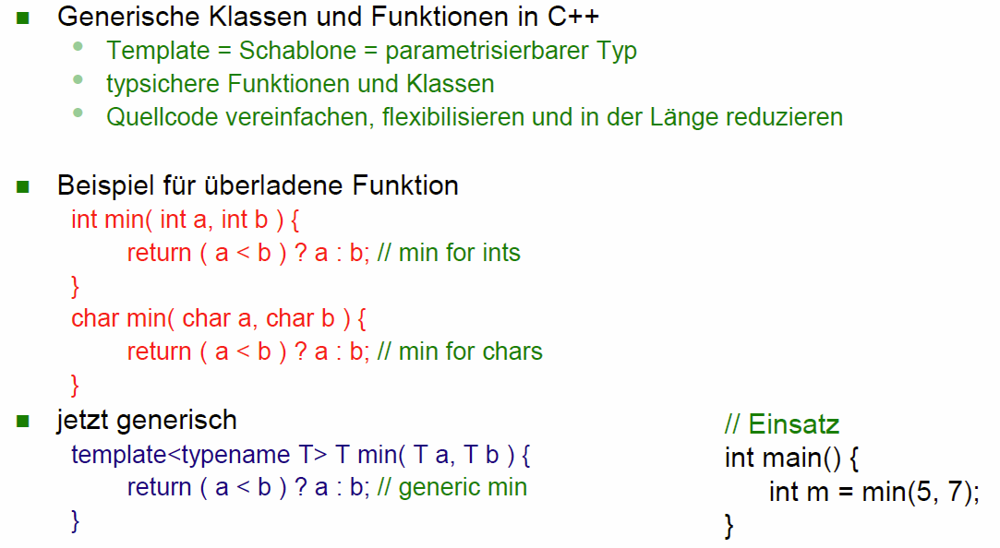 Generische Klassen und Funktionen in C++
Template = Schablone = parametrisierbarer Typ
typsichere Funktionen und Klassen
Quellcode vereinfachen, flexibilisieren und in der Länge reduzieren
Beispiel für überladene Funktion
int min( int a, int b ) {
return ( a < b ) ? a : b; // min for ints
}
char min( char a, char b ) {
return ( a < b ) ? a : b; // min for chars
}
jetzt generisch
template<typename T> T min( T a, T b ) {
return ( a < b ) ? a : b; // generic min
}
// Einsatz
int main() {
int m = min(5, 7);
}